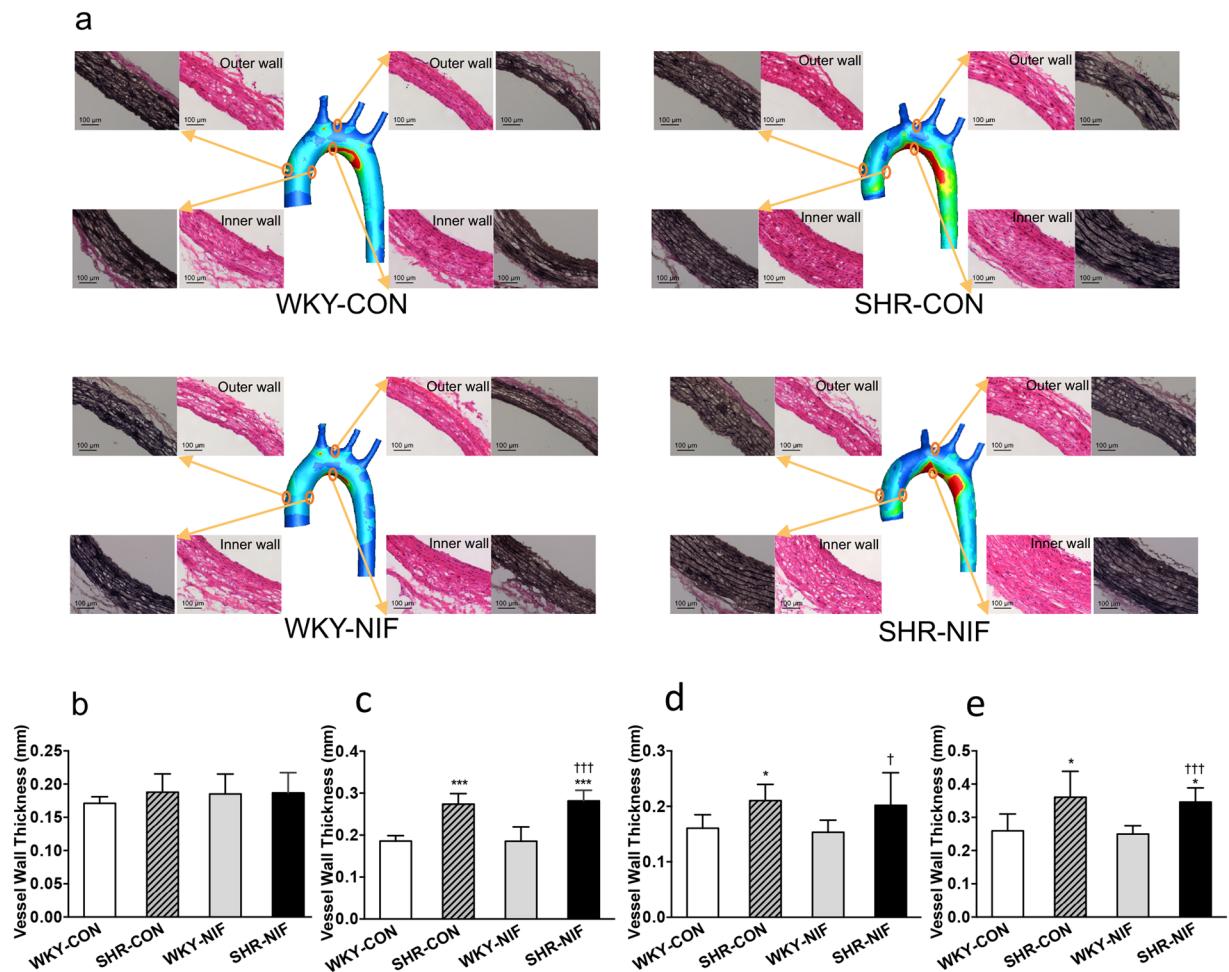 a
Outer wall
Outer wall
100 µm
100 µm
100 µm
100 µm
Inner wall
Inner wall
100 µm
100 µm
100 µm
100 µm
WKY-CON
Outer wall
Outer wall
100 µm
100 µm
100 µm
100 µm
Inner wall
Inner wall
100 µm
100 µm
100 µm
100 µm
SHR-CON
Outer wall
Outer wall
100 µm
100 µm
100 µm
100 µm
Inner wall
Inner wall
100 µm
100 µm
100 µm
100 µm
WKY-NIF
Outer wall
Outer wall
100 µm
100 µm
100 µm
100 µm
Inner wall
Inner wall
100 µm
100 µm
100 µm
100 µm
SHR-NIF
b
Vessel Wall Thickness (mm)
0.25
0.20
0.15
0.10
0.05
0.00
WKY-CON
SHR-CON
WKY-NIF
SHR-NIF
c
Vessel Wall Thickness (mm)
0.4
0.3
0.2
0.1
0.0
***
†††
***
WKY-CON
SHR-CON
WKY-NIF
SHR-NIF
d
Vessel Wall Thickness (mm)
0.3
0.2
0.1
0.0
*
†
WKY-CON
SHR-CON
WKY-NIF
SHR-NIF
e
Vessel Wall Thickness (mm)
0.5
0.4
0.3
0.2
0.1
0.0
*
†††
*
WKY-CON
SHR-CON
WKY-NIF
SHR-NIF